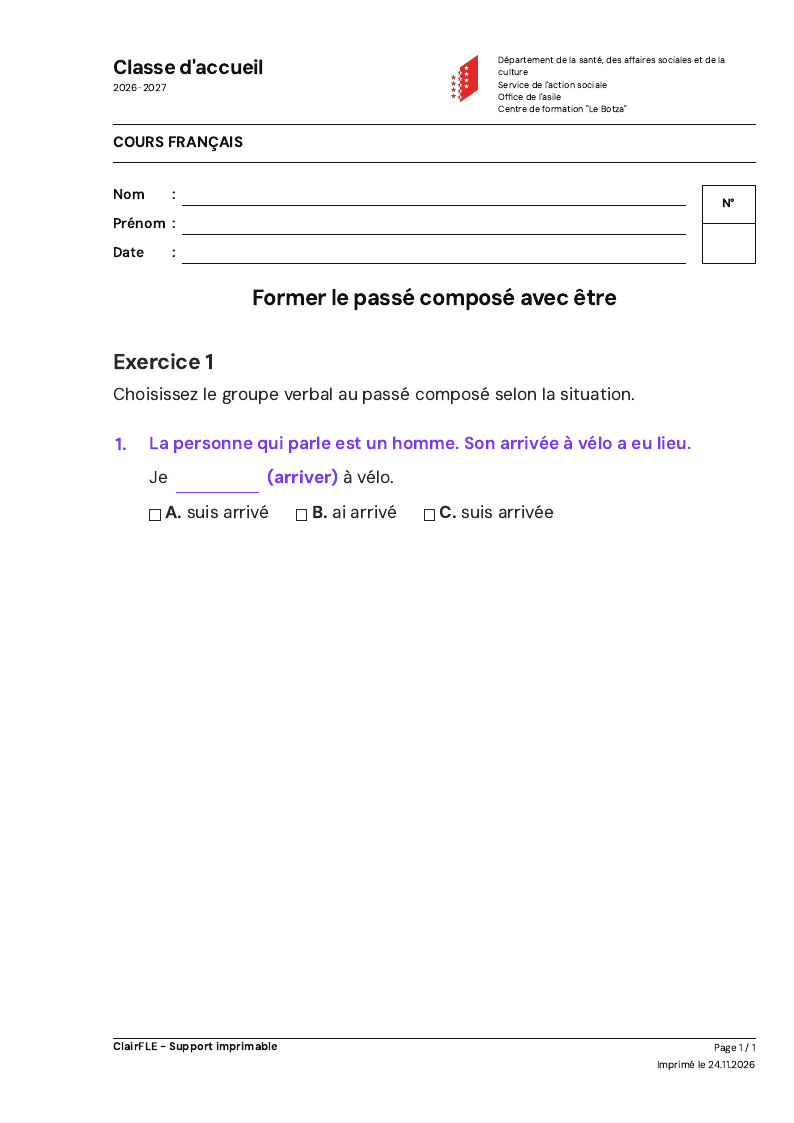 Classe d'accueil
2026-2027
Département de la santé, des affaires sociales et de la
culture
Service de l'action sociale
Office de l'asile
Centre de formation "Le Botza"
COURS FRANÇAIS
Nom :
Prénom :
Date :
N°
Former le passé composé avec être
Exercice 1
Choisissez le groupe verbal au passé composé selon la situation.
1. La personne qui parle est un homme. Son arrivée à vélo a eu lieu.
Je ________ (arriver) à vélo.
☐ A. suis arrivé ☐ B. ai arrivé ☐ C. suis arrivée
ClairFLE - Support imprimable
Page 1 / 1
Imprimé le 24.11.2026